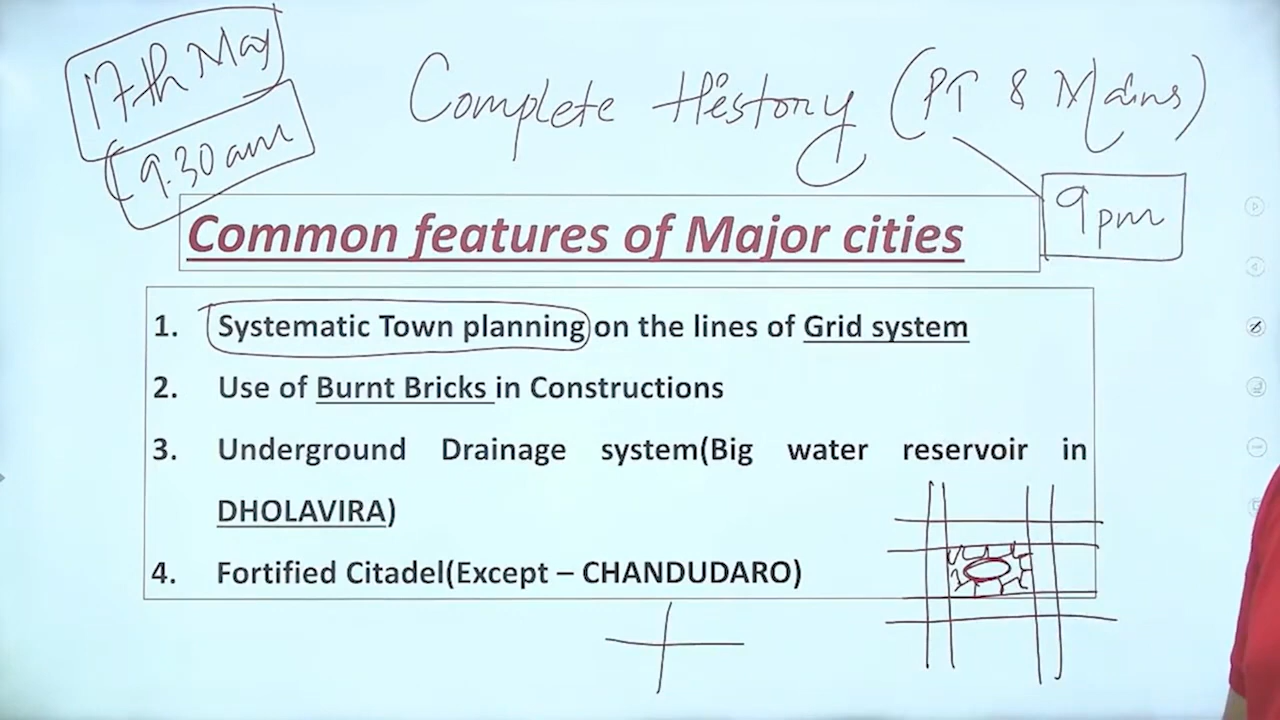 17th May
(9.30 am
Complete History (PT & Mains)
9 pm
Common features of Major cities
1. Systematic Town planning on the lines of Grid system
2. Use of Burnt Bricks in Constructions
3. Underground Drainage system(Big water reservoir in
DHOLAVIRA)
4. Fortified Citadel(Except – CHANDUDARO)